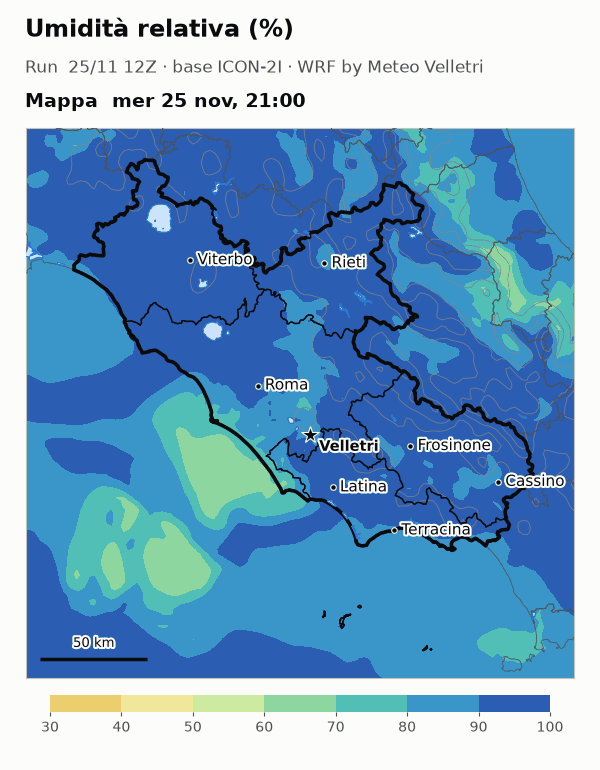 Umidità relativa (%)
Run 25/11 12Z · base ICON-2I · WRF by Meteo Velletri
Mappa mer 25 nov, 21:00
Viterbo
Rieti
Roma
Velletri
Frosinone
Latina
Cassino
Terracina
50 km
30 40 50 60 70 80 90 100